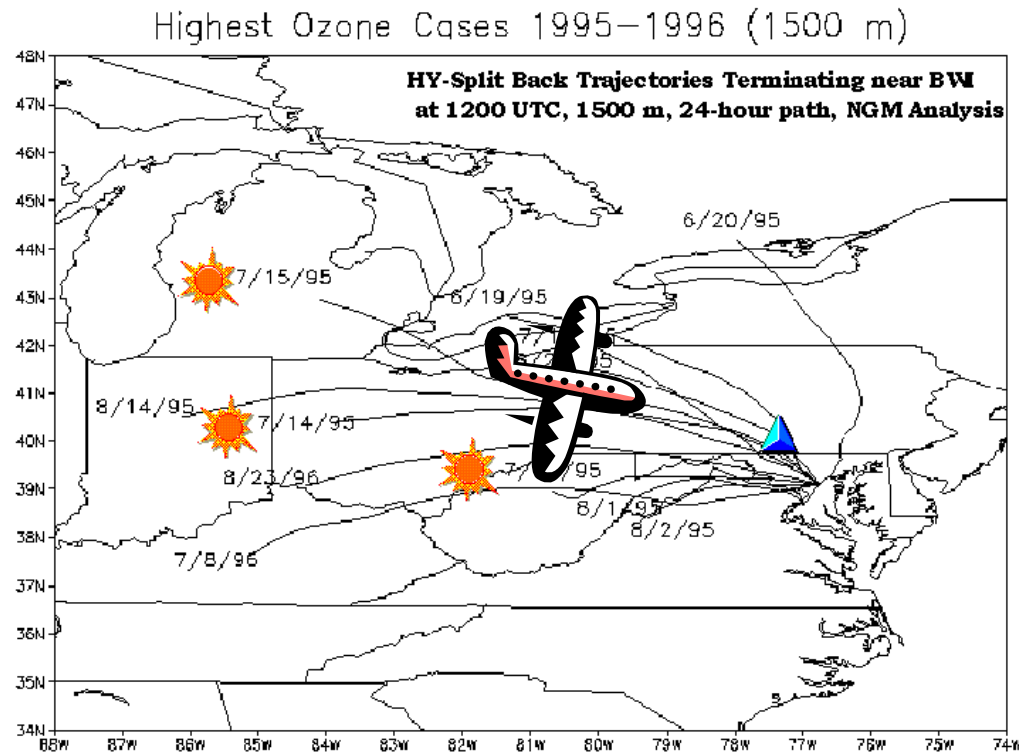 Highest Ozone Cases 1995-1996 (1500 m)
HY-Split Back Trajectories Terminating near BWI
at 1200 UTC, 1500 m, 24-hour path, NGM Analysis
48N
47N
46N
45N
44N
43N
42N
41N
40N
39N
38N
37N
36N
35N
34N
6/20/95
7/15/95
6/19/95
8/14/95
7/14/95
8/23/96
8/1/95
8/2/95
7/8/96
88W 87W 86W 85W 84W 83W 82W 81W 80W 79W 78W 77W 76W 75W 74W